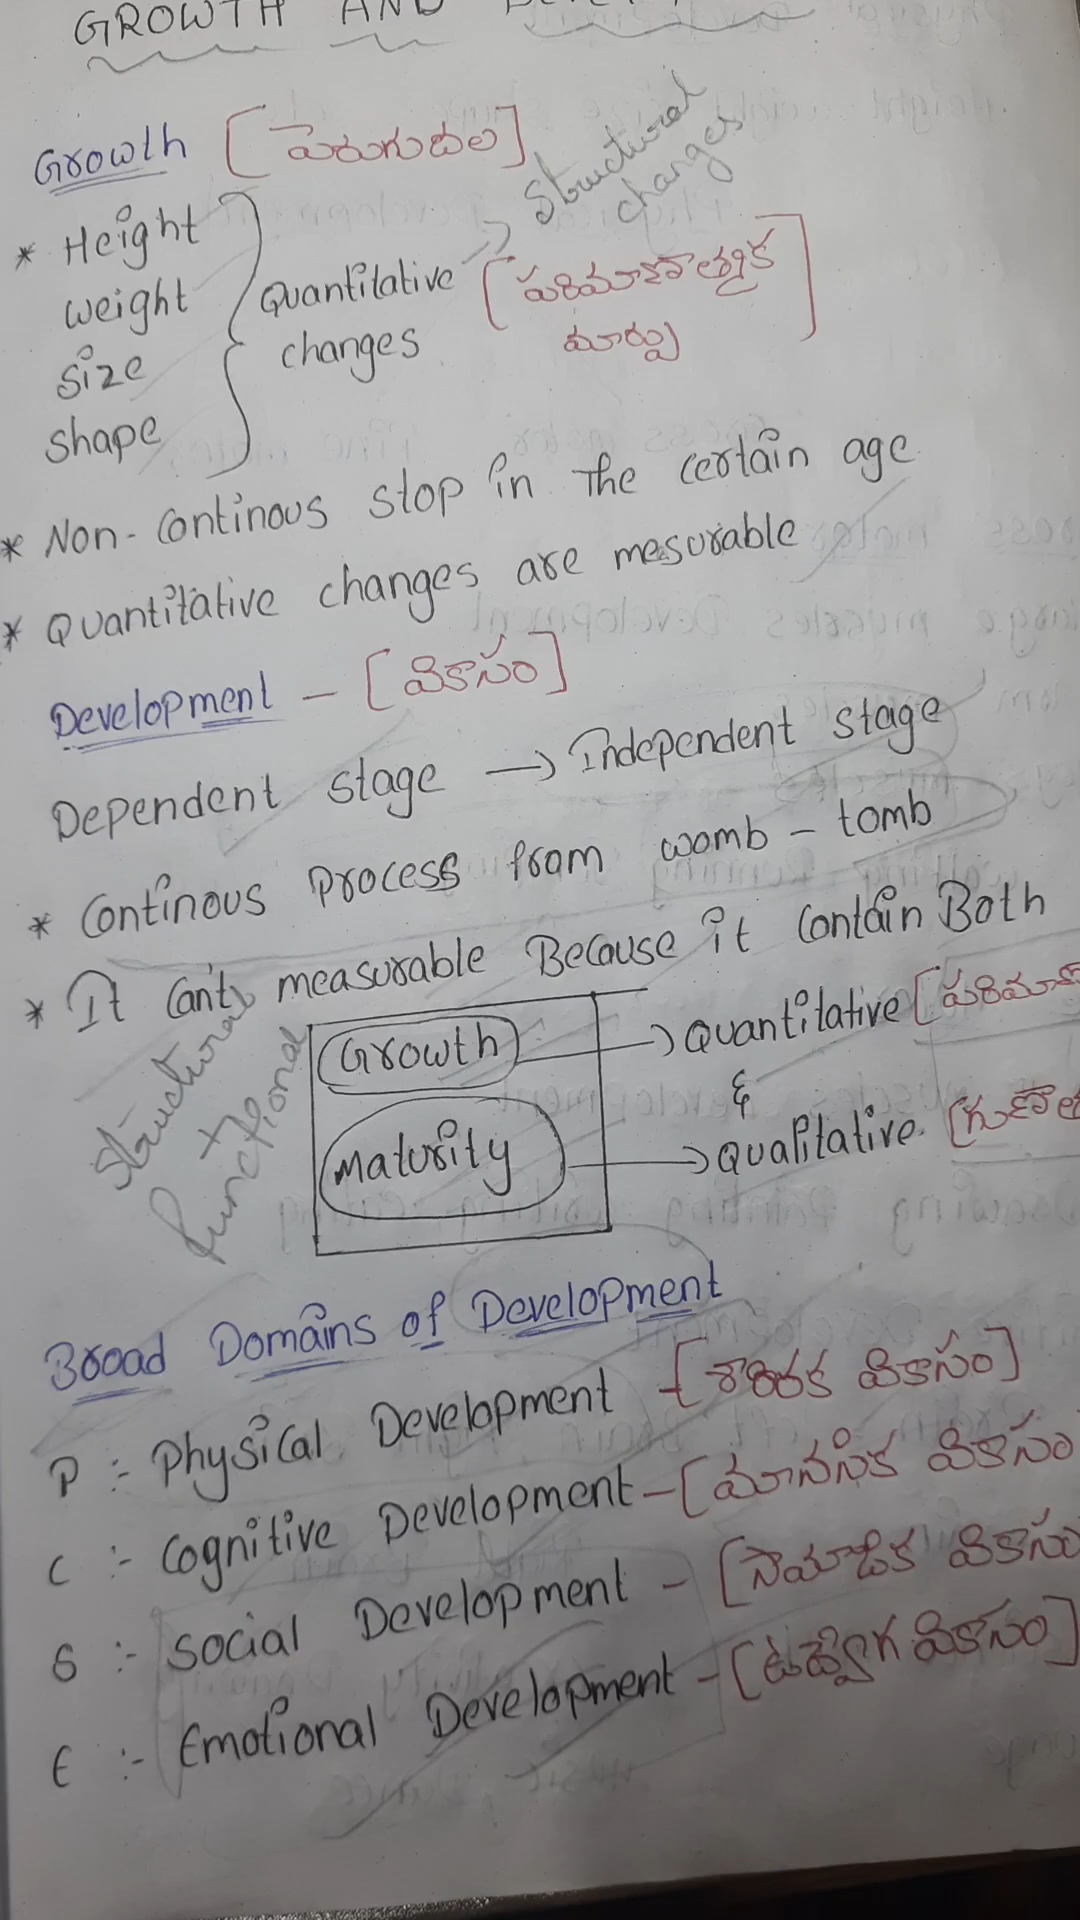 GROWTH AND
Growth [పెరుగుదల]
* Height
weight
size
shape
Quantitative changes
→ Structural changes
[పరిమాణాత్మక మార్పు]
* Non-continous stop in the certain age
* Quantitative changes are mesurable
Development - [వికాసం]
Dependent stage → Independent stage
* Continous process from womb - tomb
* It can't measurable Because it contain Both
Structural + functional
Growth → Quantitative
&
maturity → Qualitative.
Broad Domains of Development
P :- Physical Development - [శారీరక వికాసం]
C :- Cognitive Development - [మానసిక వికాసం
S :- Social Development - [సామాజిక వికాసం
E :- Emotional Development - [ఉద్వేగ వికాసం]